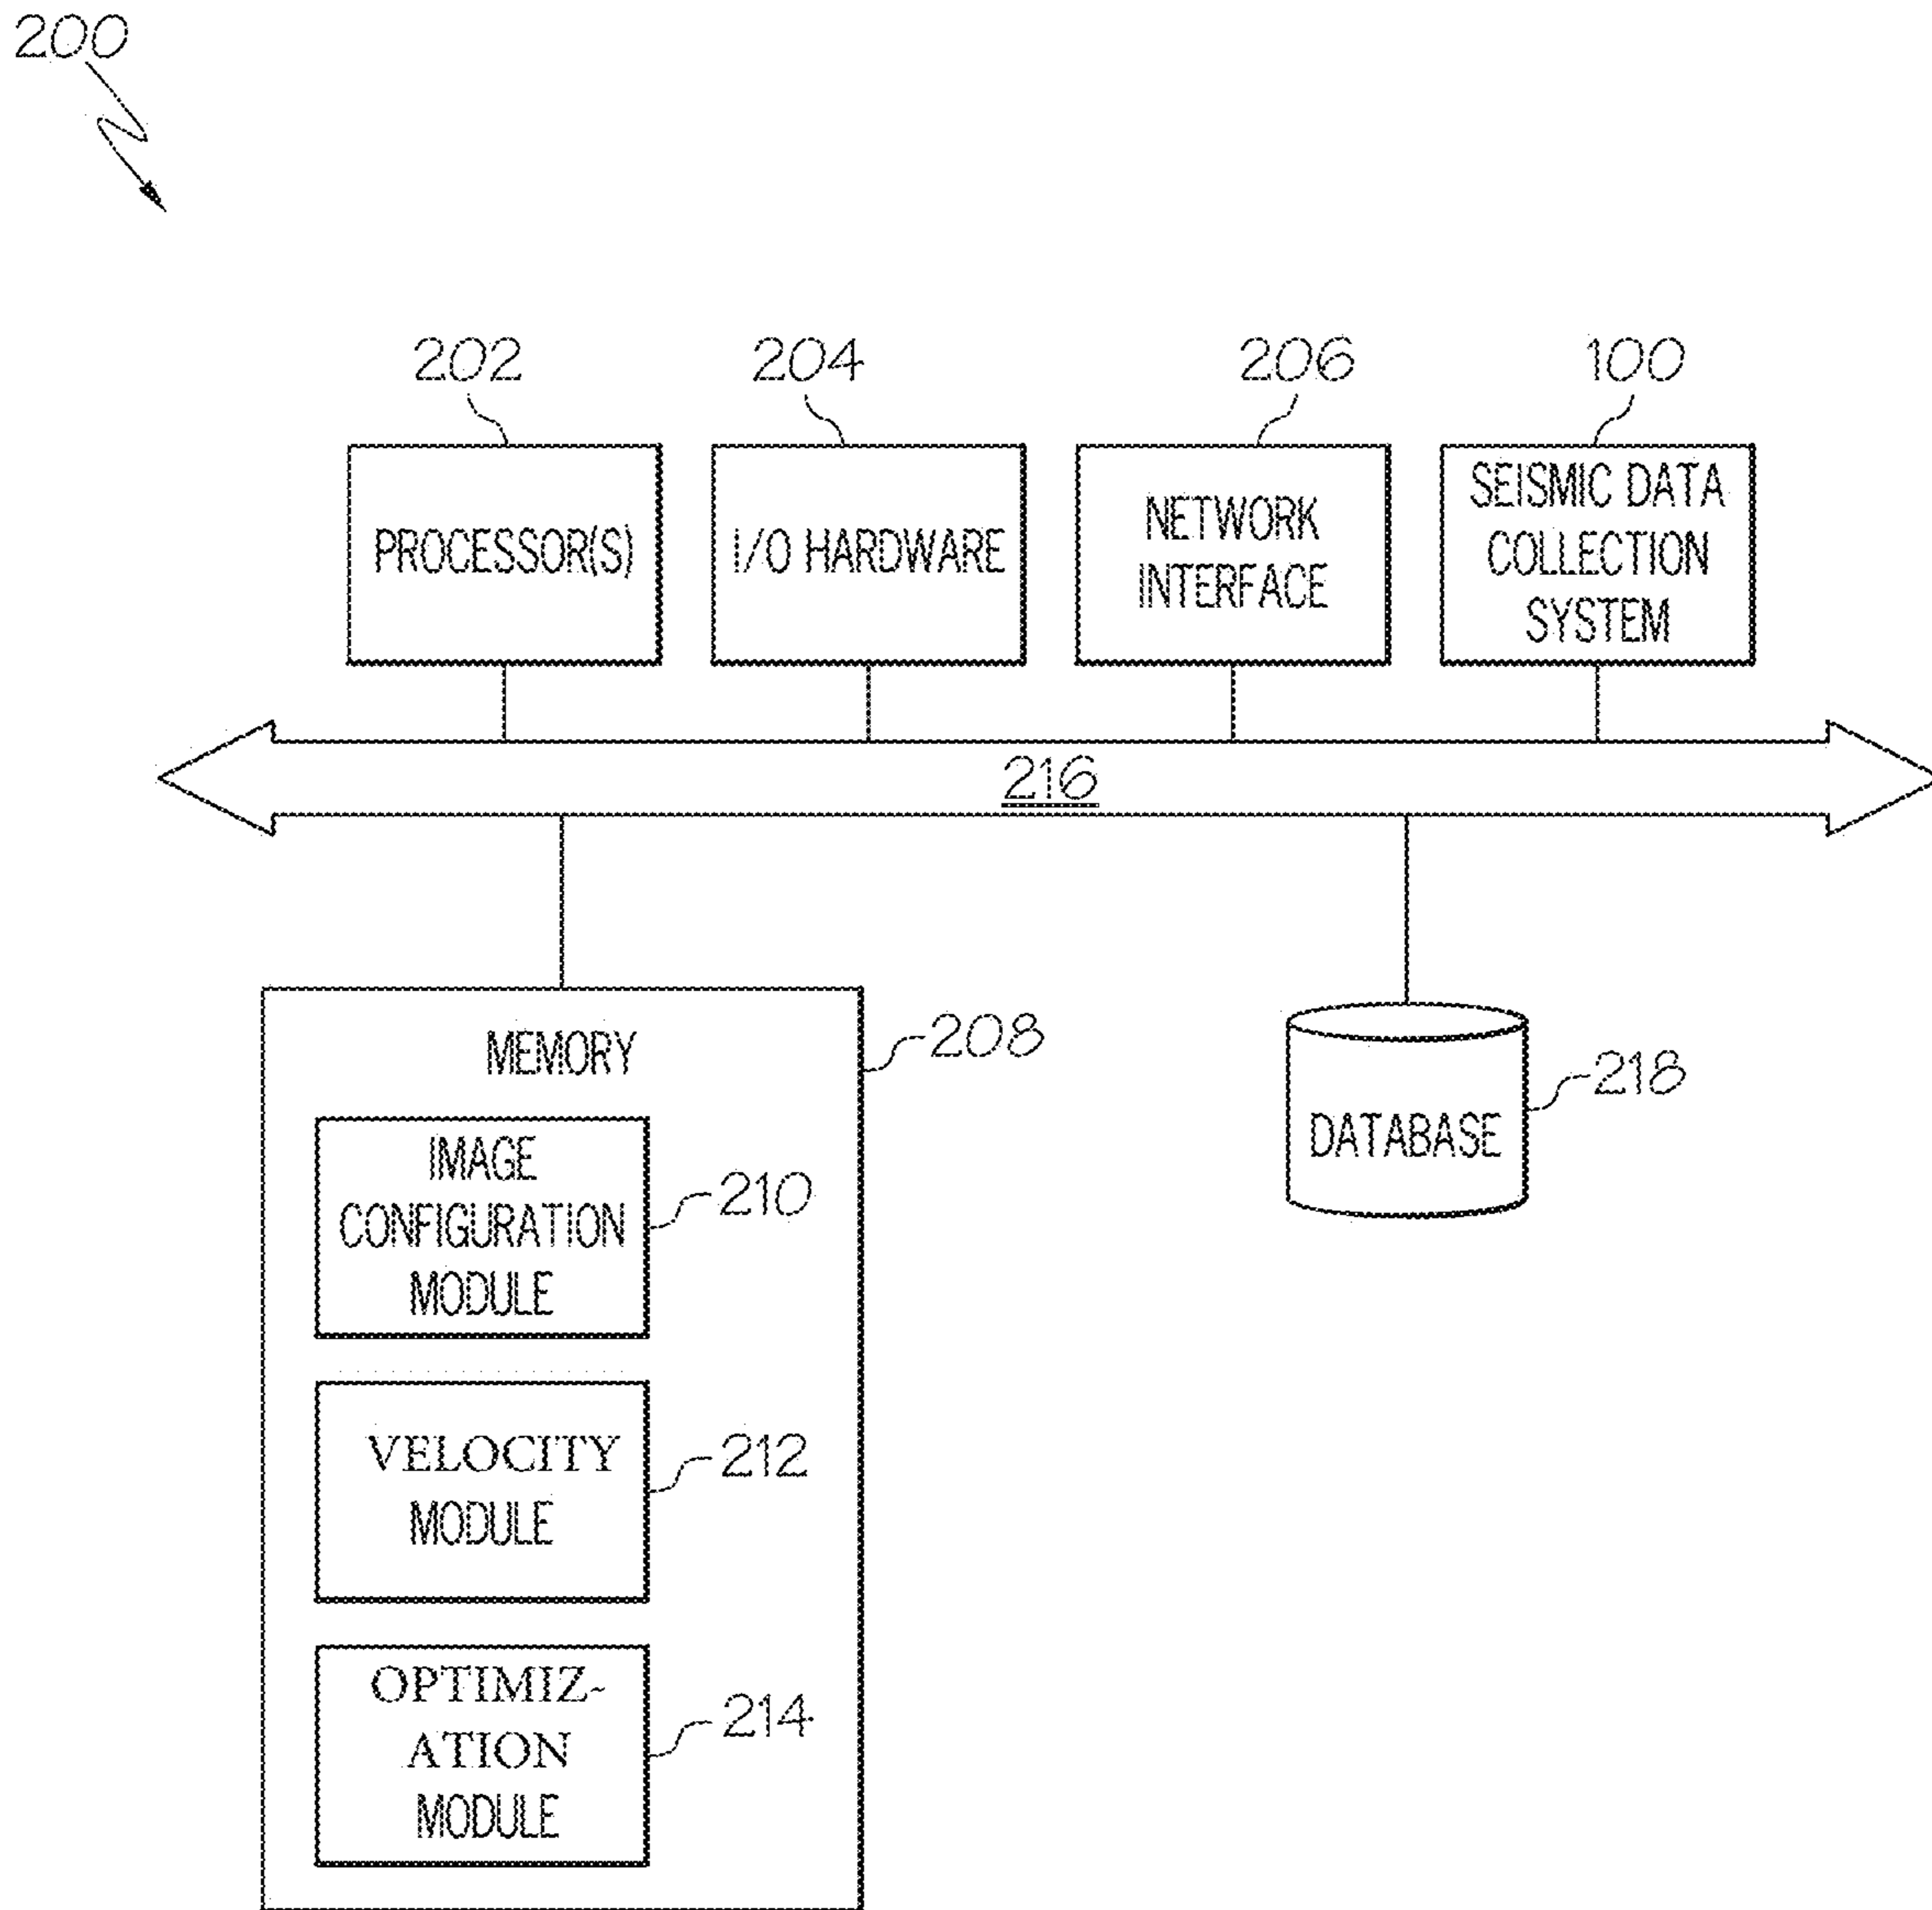 200
202
204
206
100
PROCESSOR(S)
I/O HARDWARE
NETWORK
INTERFACE
SEISMIC DATA
COLLECTION
SYSTEM
216
MEMORY
208
IMAGE
CONFIGURATION
MODULE
210
VELOCITY
MODULE
212
OPTIMIZ-
ATION
MODULE
214
DATABASE
218